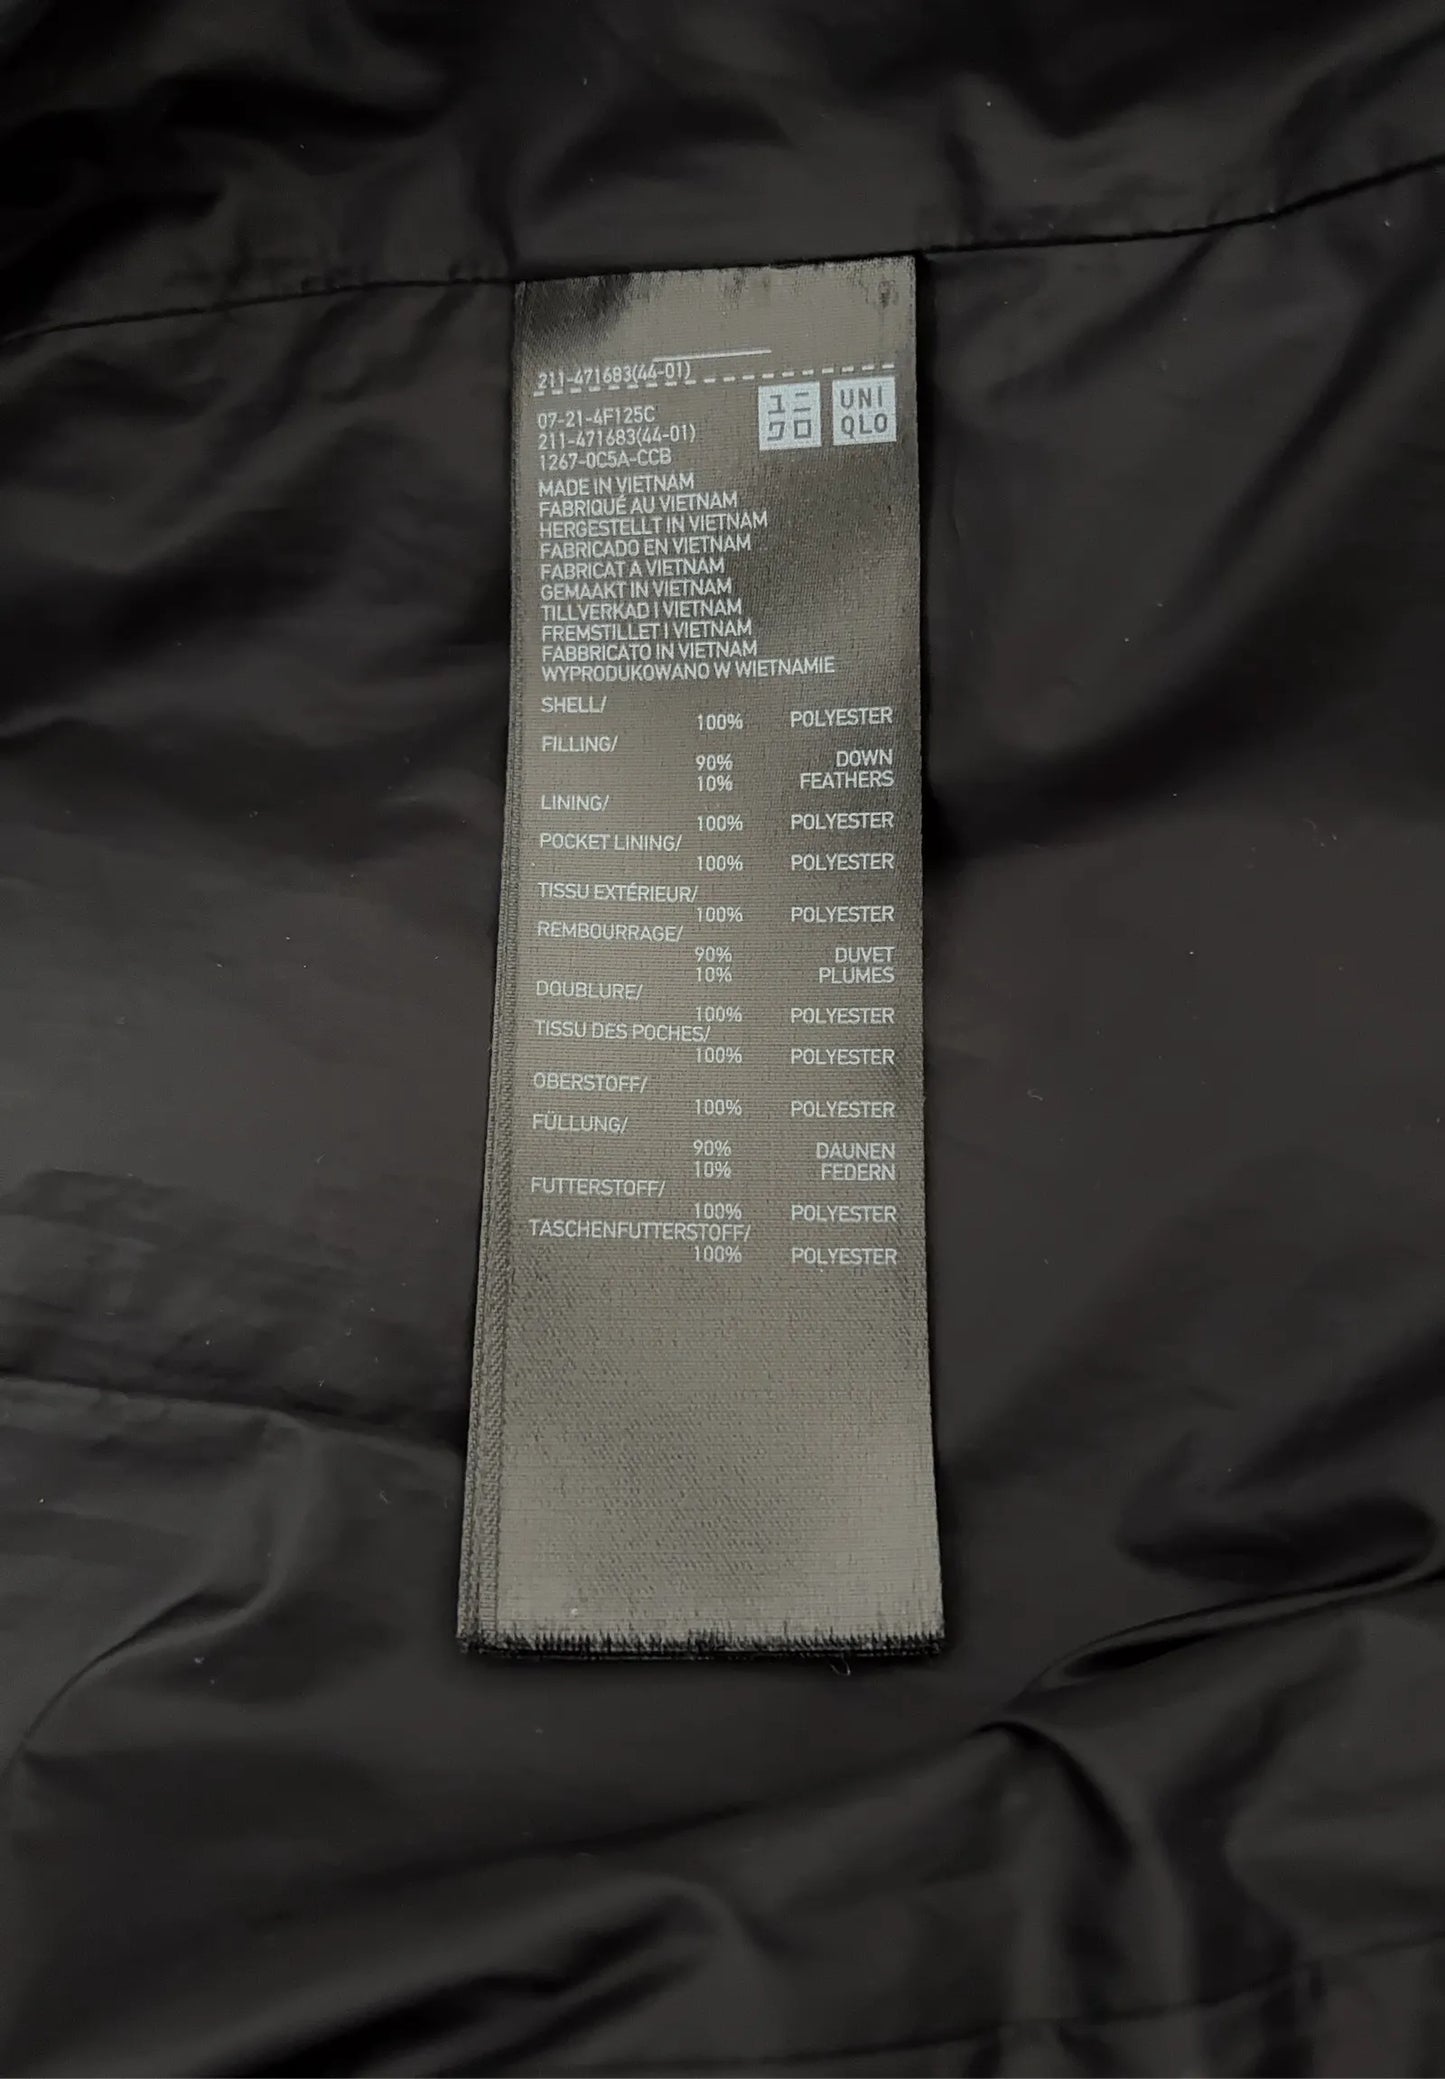 211-471683(44-01)
ユニ
クロ
UNI
QLO
07-21-4F125C
211-471683(44-01)
1267-0C5A-CCB
MADE IN VIETNAM
FABRIQUÉ AU VIETNAM
HERGESTELLT IN VIETNAM
FABRICADO EN VIETNAM
FABRICAT A VIETNAM
GEMAAKT IN VIETNAM
TILLVERKAD I VIETNAM
FREMSTILLET I VIETNAM
FABBRICATO IN VIETNAM
WYPRODUKOWANO W WIETNAMIE
SHELL/
100% POLYESTER
FILLING/
90% DOWN
10% FEATHERS
LINING/
100% POLYESTER
POCKET LINING/
100% POLYESTER
TISSU EXTÉRIEUR/
100% POLYESTER
REMBOURRAGE/
90% DUVET
10% PLUMES
DOUBLURE/
100% POLYESTER
TISSU DES POCHES/
100% POLYESTER
OBERSTOFF/
100% POLYESTER
FÜLLUNG/
90% DAUNEN
10% FEDERN
FUTTERSTOFF/
100% POLYESTER
TASCHENFUTTERSTOFF/
100% POLYESTER